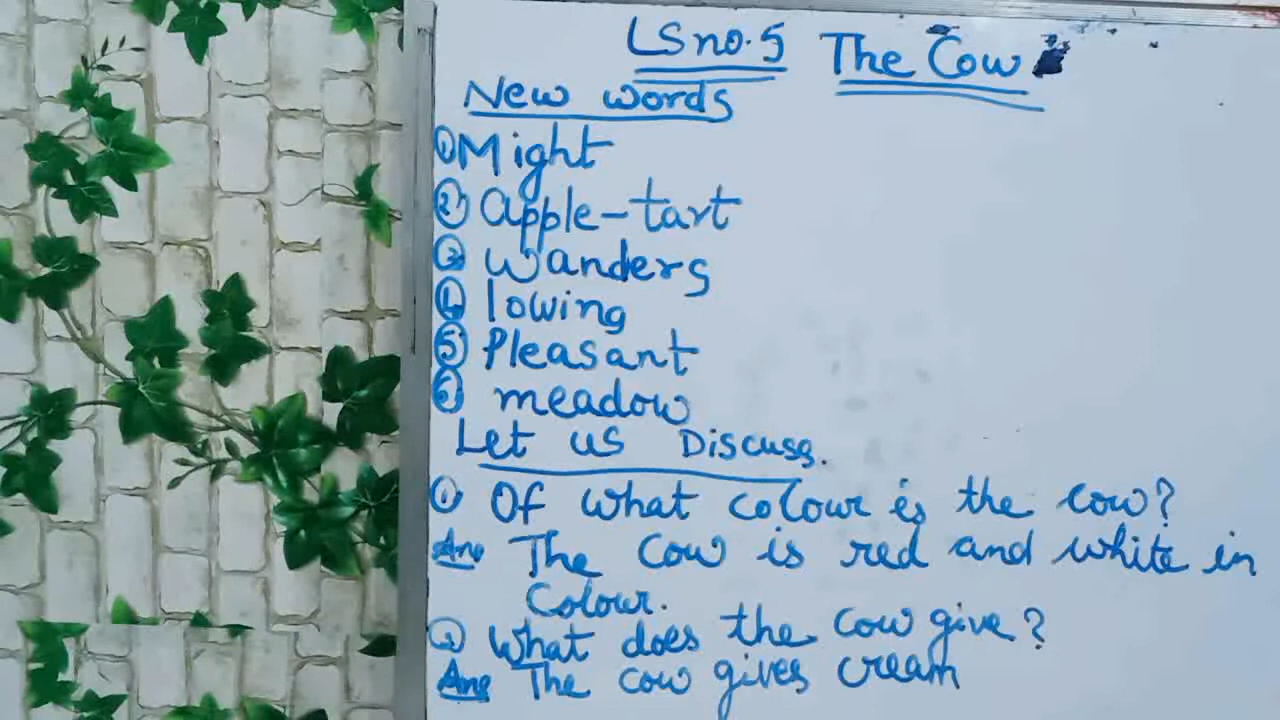 LSno.5 The Cow
New words
① Might
② Apple-tart
③ Wanders
④ lowing
⑤ Pleasant
⑥ meadow
Let us Discuss.
① Of what colour is the cow?
Ans The Cow is red and white in
Colour.
② What does the cow give?
Ans The cow gives cream